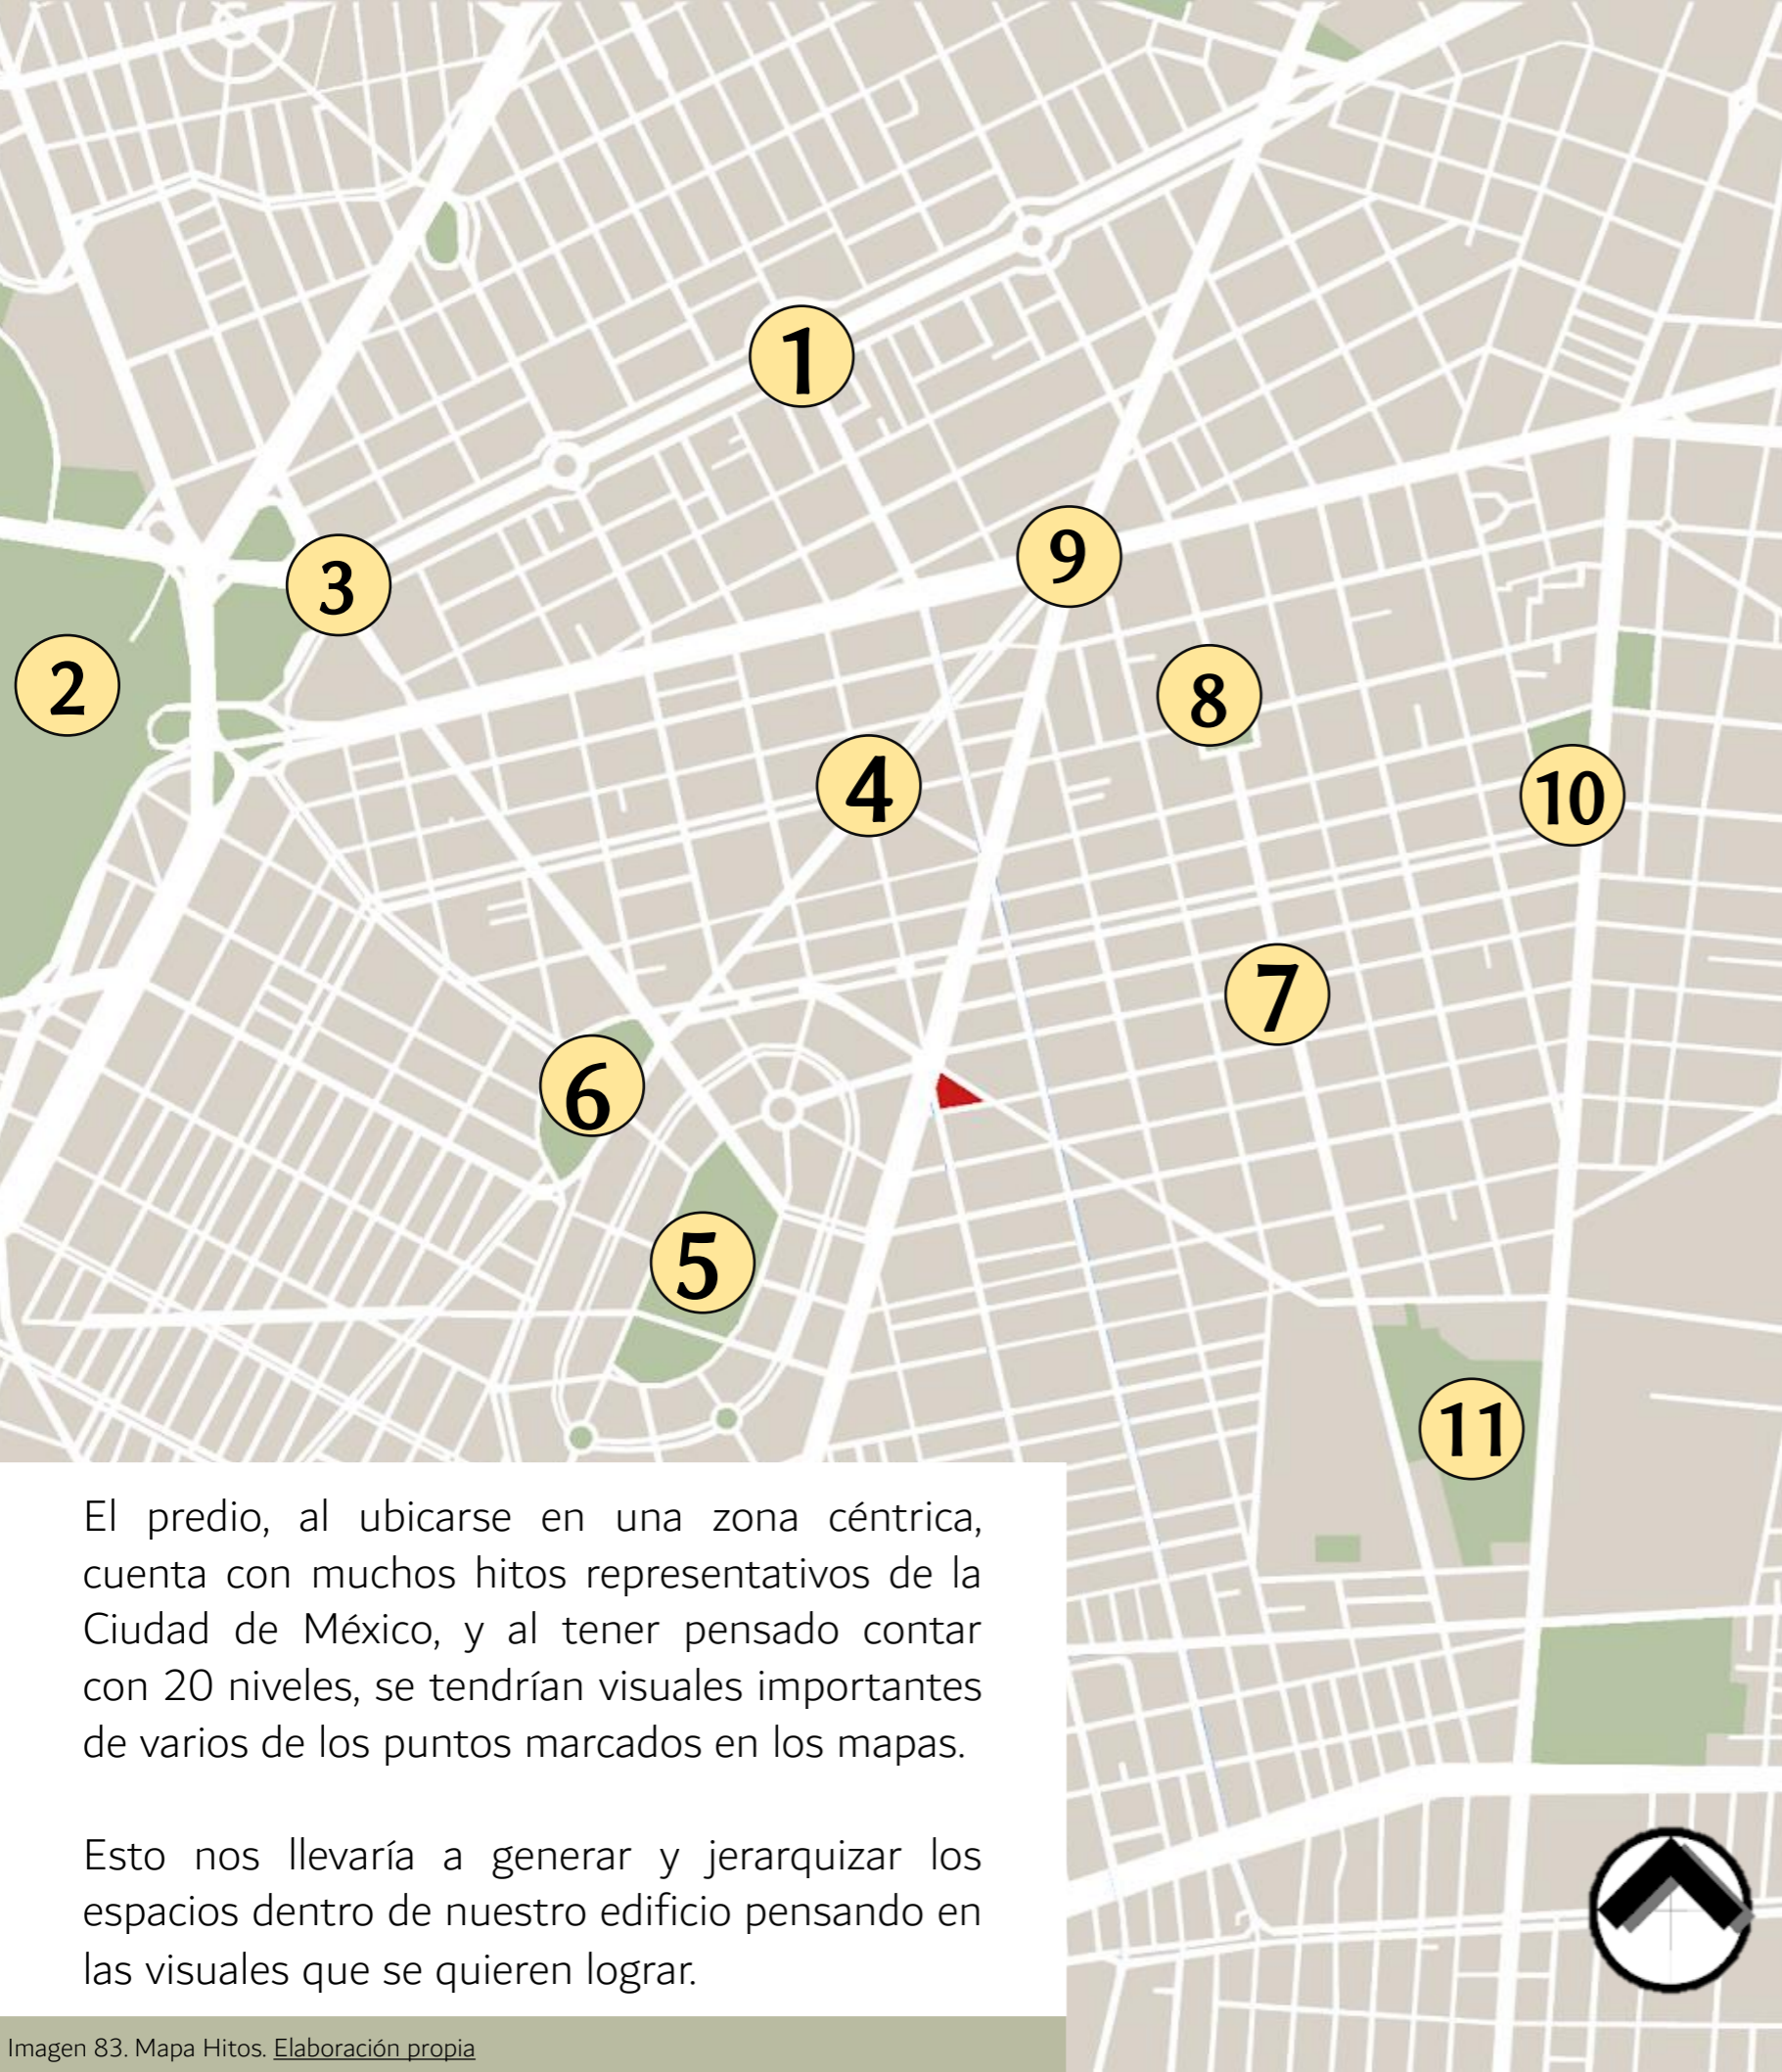 1
9
3
2
8
4
10
7
6
5
11
El predio, al ubicarse en una zona céntrica,
cuenta con muchos hitos representativos de la
Ciudad de México, y al tener pensado contar
con 20 niveles, se tendrían visuales importantes
de varios de los puntos marcados en los mapas.
Esto nos llevaría a generar y jerarquizar los
espacios dentro de nuestro edificio pensando en
las visuales que se quieren lograr.
Imagen 83. Mapa Hitos. Elaboración propia